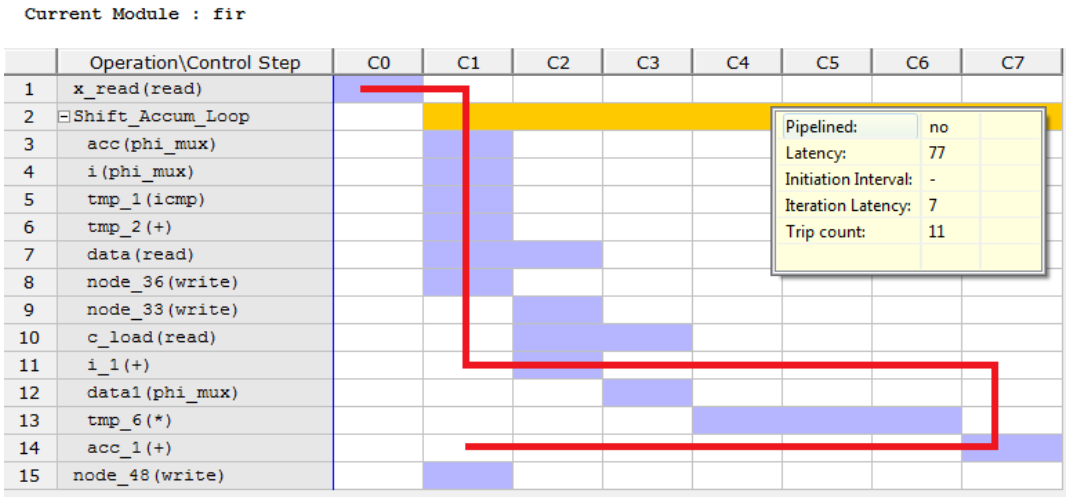 Current Module : fir
Operation\Control Step C0 C1 C2 C3 C4 C5 C6 C7
1 x_read(read)
2 Shift_Accum_Loop
3 acc(phi_mux)
4 i(phi_mux)
5 tmp_1(icmp)
6 tmp_2(+)
7 data(read)
8 node_36(write)
9 node_33(write)
10 c_load(read)
11 i_1(+)
12 data1(phi_mux)
13 tmp_6(*)
14 acc_1(+)
15 node_48(write)
Pipelined: no
Latency: 77
Initiation Interval: -
Iteration Latency: 7
Trip count: 11